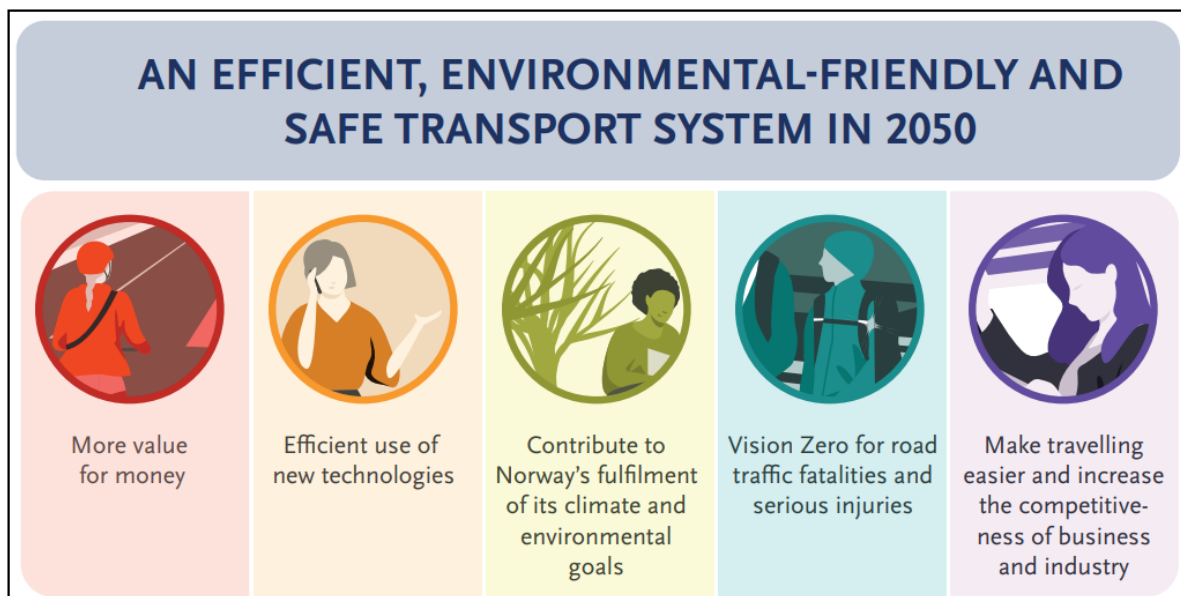 AN EFFICIENT, ENVIRONMENTAL-FRIENDLY AND
SAFE TRANSPORT SYSTEM IN 2050
More value
for money
Efficient use of
new technologies
Contribute to
Norway's fulfilment
of its climate and
environmental
goals
Vision Zero for road
traffic fatalities and
serious injuries
Make travelling
easier and increase
the competitive-
ness of business
and industry